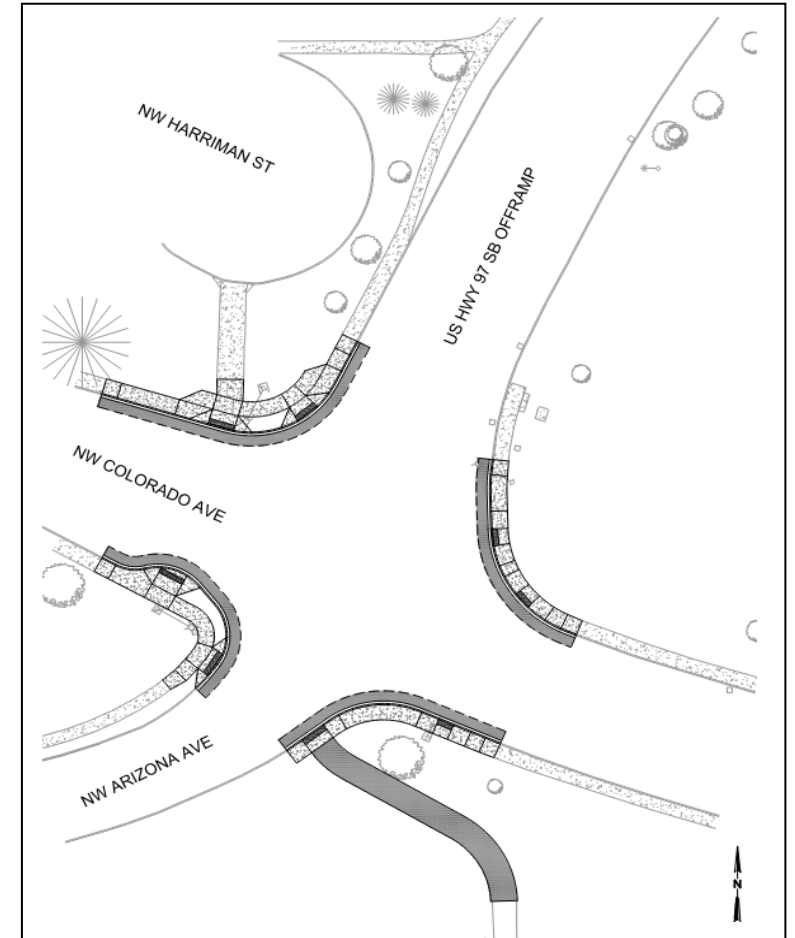 NW HARRIMAN ST
US HWY 97 SB OFFRAMP
NW COLORADO AVE
NW ARIZONA AVE
N